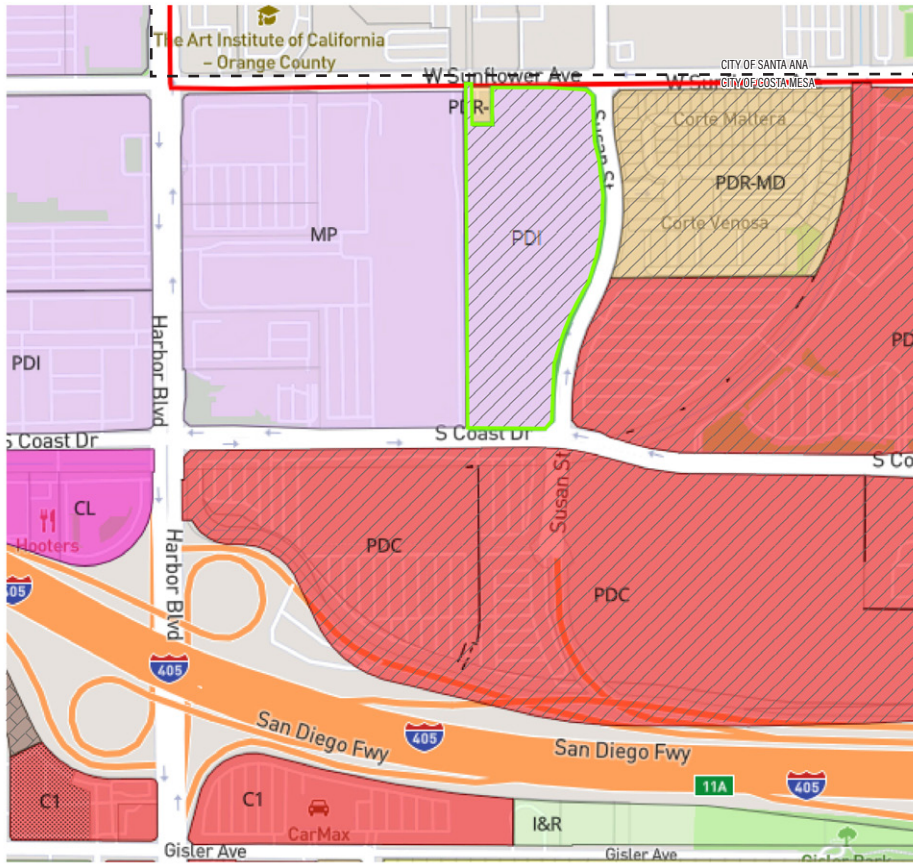 The Art Institute of California
– Orange County
CITY OF SANTA ANA
W Sunflower Ave
CITY OF COSTA MESA
PDR-
Susan St
Corte Maltera
PDR-MD
Corte Venosa
MP
PDI
Harbor Blvd
PDI
S Coast Dr
S Coast Dr
S Co
CL
Hooters
Susan St
PDC
PDC
Harbor Blvd
405
405
San Diego Fwy
405
San Diego Fwy
11A
405
C1
C1
CarMax
I&R
Gisler Ave
Gisler Ave